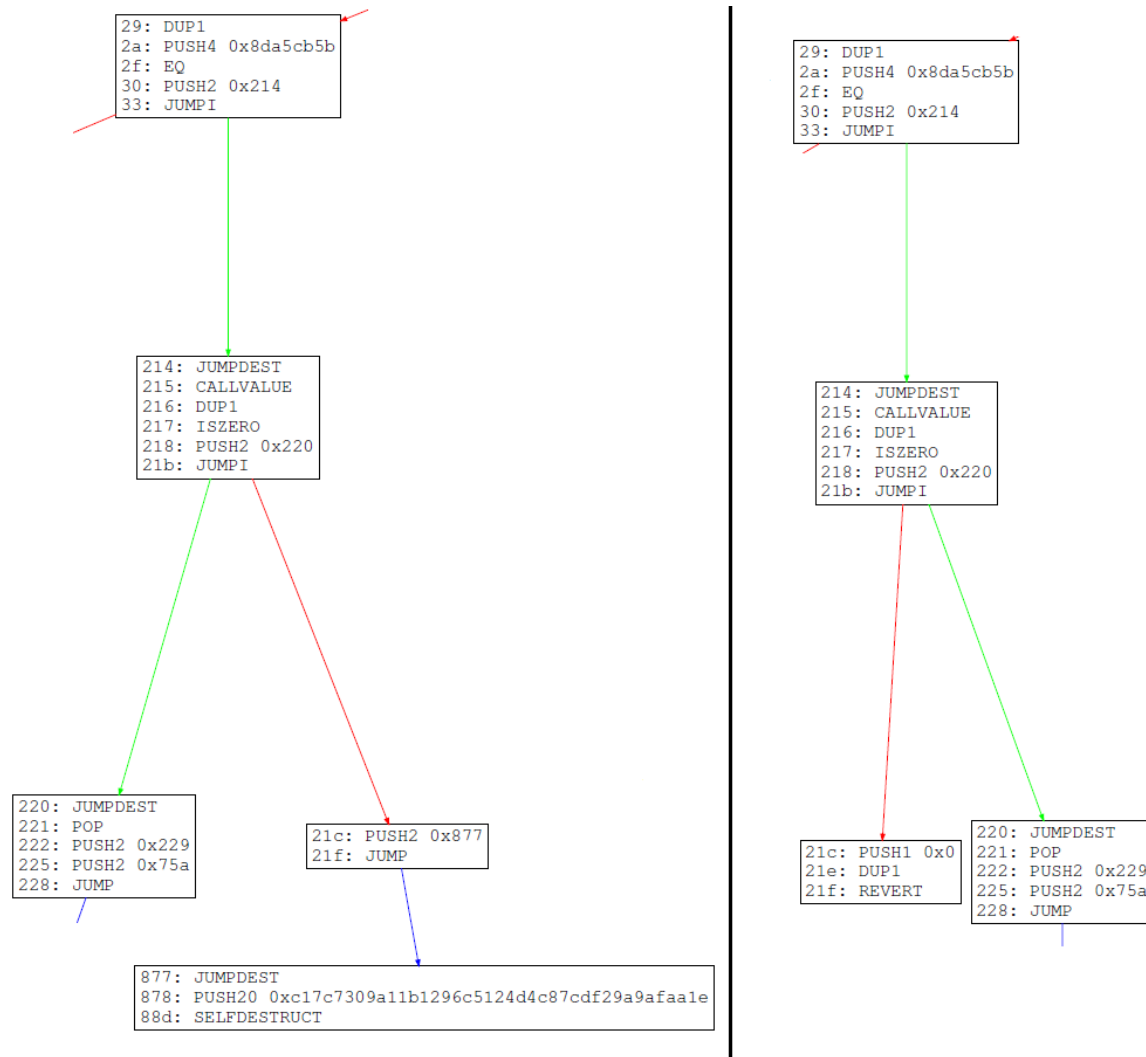 29: DUP1
2a: PUSH4 0x8da5cb5b
2f: EQ
30: PUSH2 0x214
33: JUMPI
214: JUMPDEST
215: CALLVALUE
216: DUP1
217: ISZERO
218: PUSH2 0x220
21b: JUMPI
220: JUMPDEST
221: POP
222: PUSH2 0x229
225: PUSH2 0x75a
228: JUMP
21c: PUSH2 0x877
21f: JUMP
877: JUMPDEST
878: PUSH20 0xc17c7309a11b1296c5124d4c87cdf29a9afaa1e
88d: SELFDESTRUCT
29: DUP1
2a: PUSH4 0x8da5cb5b
2f: EQ
30: PUSH2 0x214
33: JUMPI
214: JUMPDEST
215: CALLVALUE
216: DUP1
217: ISZERO
218: PUSH2 0x220
21b: JUMPI
21c: PUSH1 0x0
21e: DUP1
21f: REVERT
220: JUMPDEST
221: POP
222: PUSH2 0x229
225: PUSH2 0x75a
228: JUMP